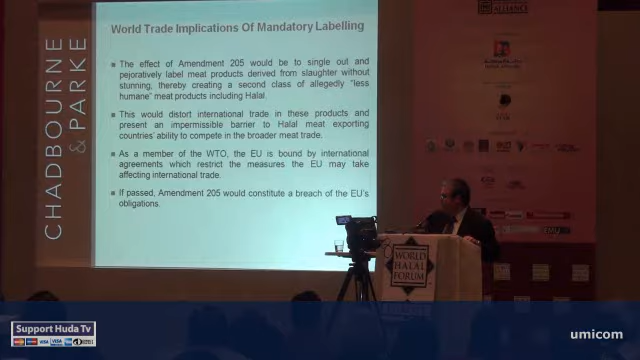 World Trade Implications Of Mandatory Labelling
The effect of Amendment 205 would be to single out and
pejoratively label meat products derived from slaughter without
stunning, thereby creating a second class of allegedly "less
humane" meat products including Halal.
This would distort international trade in these products and
present an impermissible barrier to Halal meat exporting
countries' ability to compete in the broader meat trade.
As a member of the WTO, the EU is bound by international
agreements which restrict the measures the EU may take
affecting international trade.
If passed, Amendment 205 would constitute a breach of the EU's
obligations.
CHADBOURNE
& PARKE
ALLIANCE
WORLD
HALAL
FORUM
Support Huda Tv
VISA
VISA
umicom